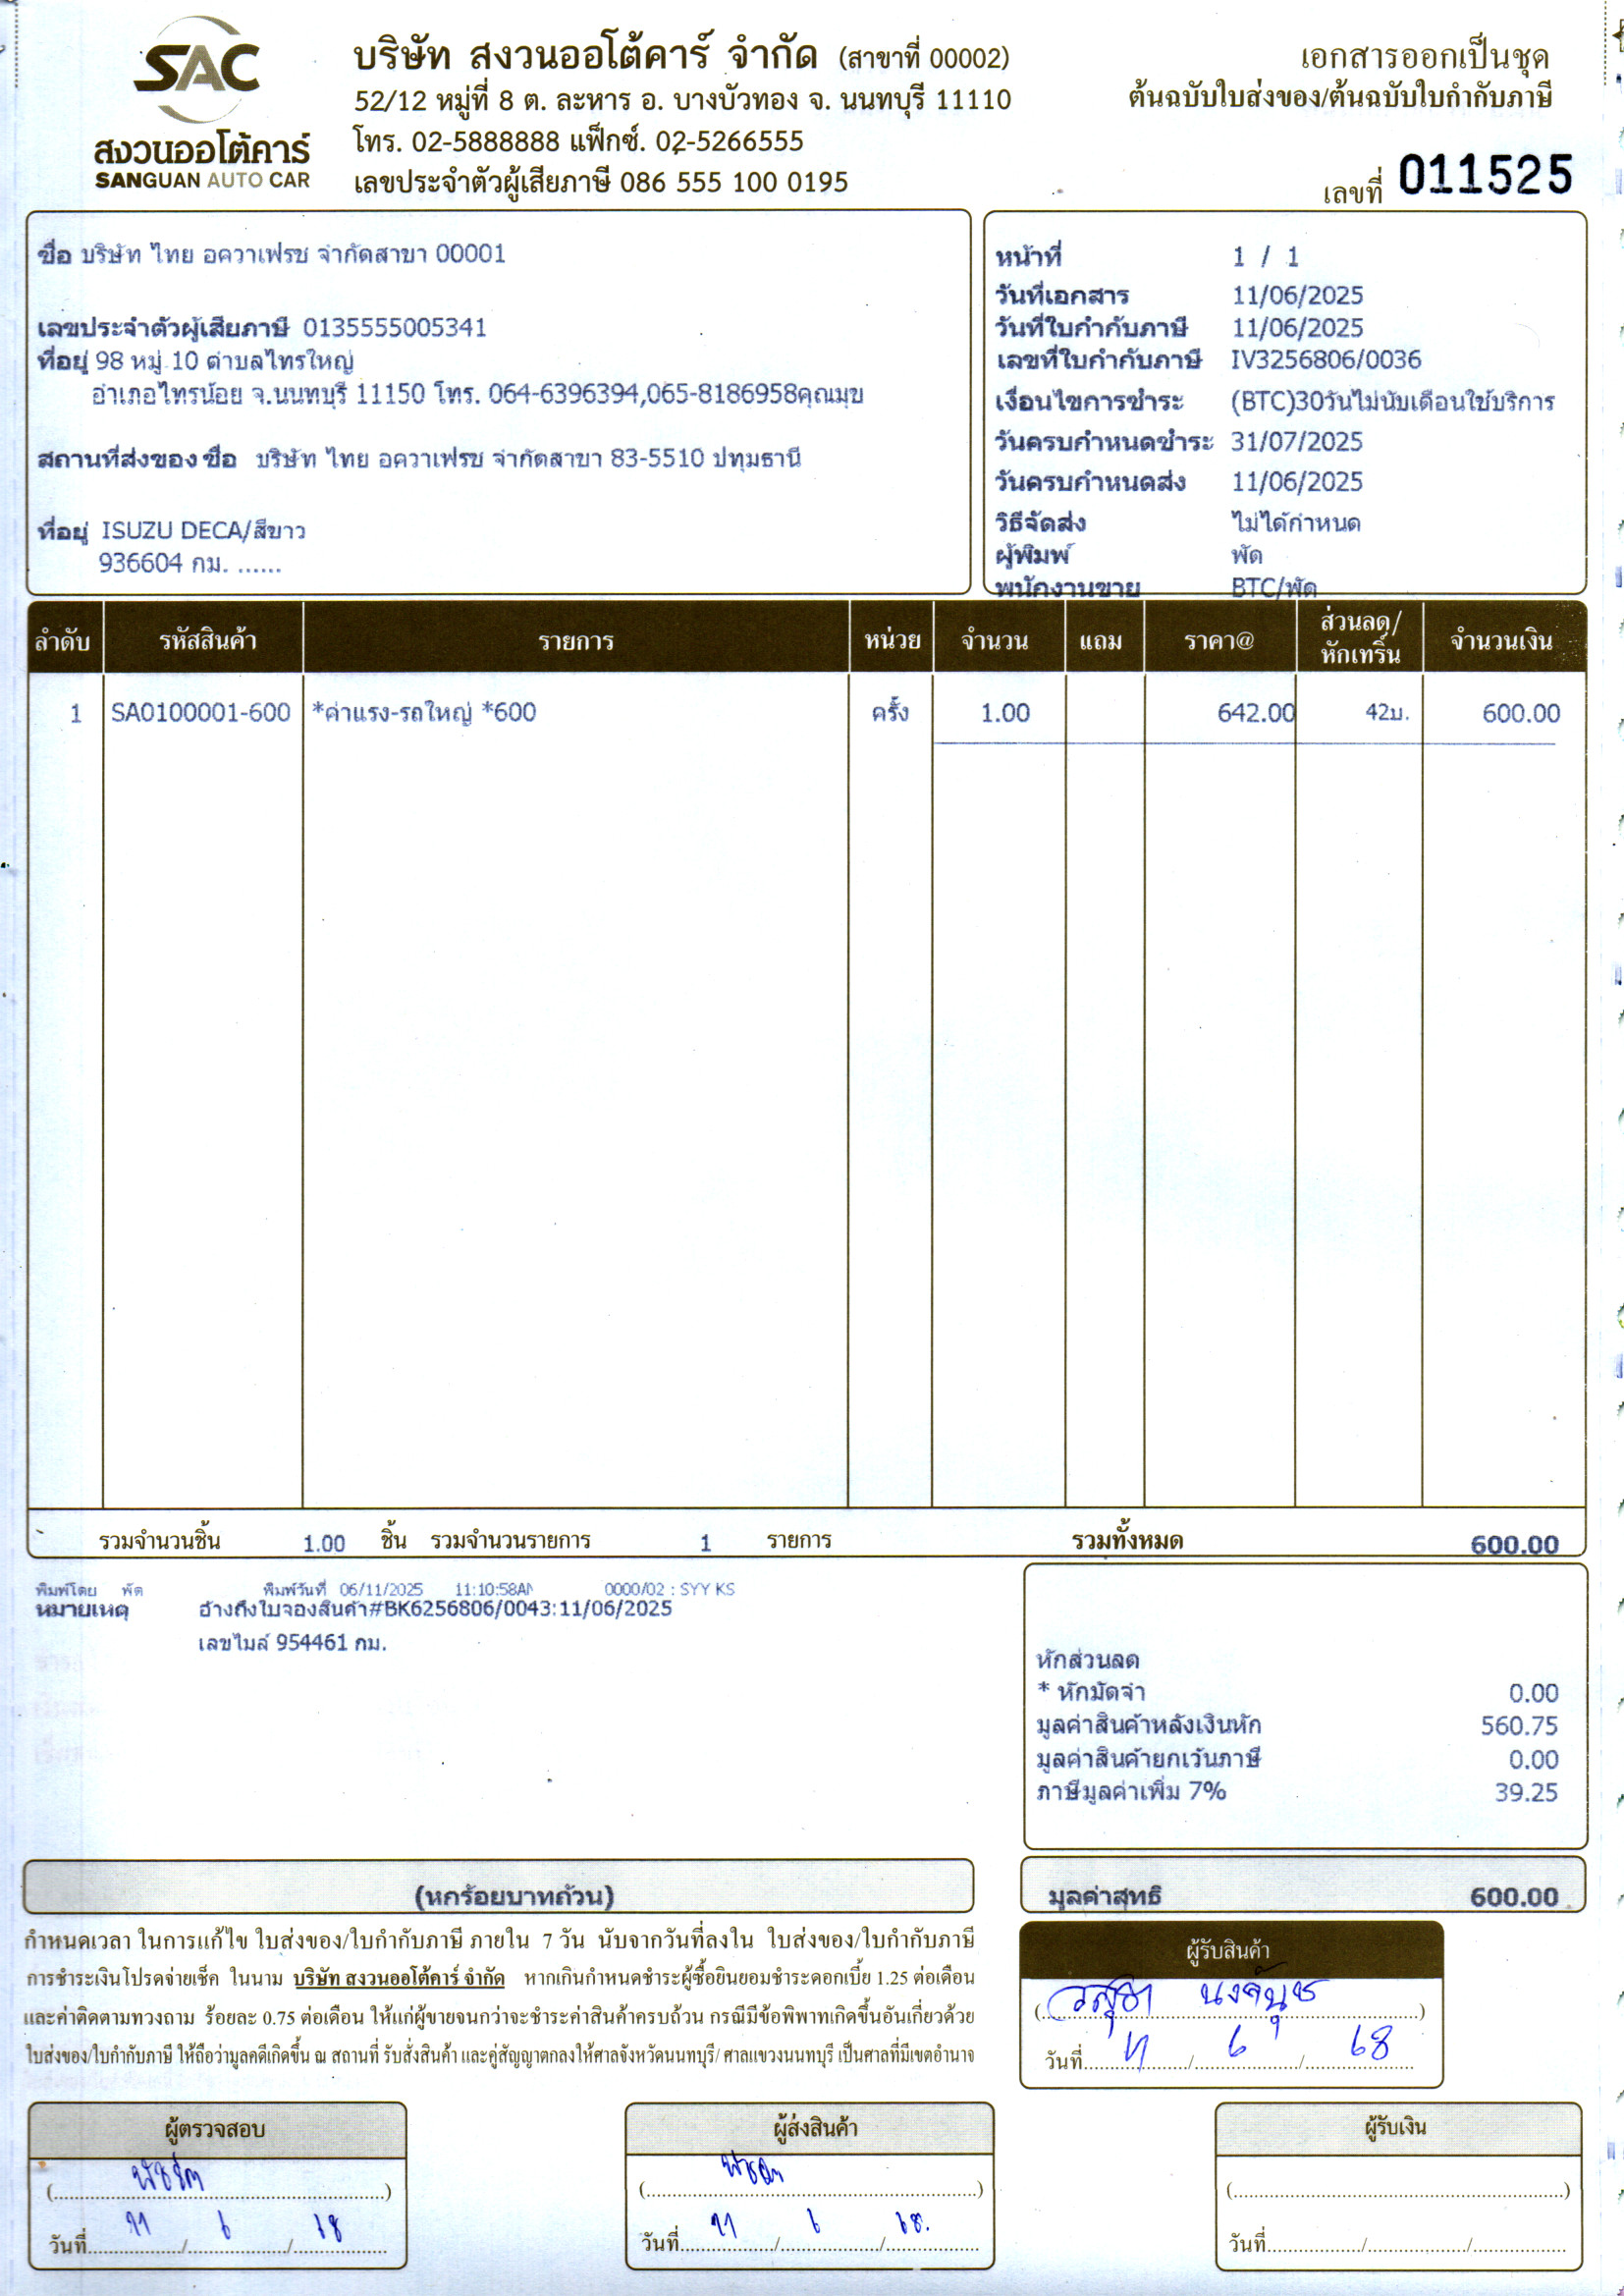 SAC
สงวนออโต้คาร์
SANGUAN AUTO CAR
บริษัท สงวนออโต้คาร์ จำกัด (สาขาที่ 00002)
52/12 หมู่ที่ 8 ต. ละหาร อ. บางบัวทอง จ. นนทบุรี 11110
โทร. 02-5888888 แฟ็กซ์. 02-5266555
เลขประจำตัวผู้เสียภาษี 086 555 100 0195
เอกสารออกเป็นชุด
ต้นฉบับใบส่งของ/ต้นฉบับใบกำกับภาษี
เลขที่ 011525
ชื่อ บริษัท ไทย อควาเฟรช จำกัดสาขา 00001
เลขประจำตัวผู้เสียภาษี 0135555005341
ที่อยู่ 98 หมู่ 10 ตำบลไทรใหญ่
อำเภอไทรน้อย จ.นนทบุรี 11150 โทร. 064-6396394,065-8186958คุณมุข
สถานที่ส่งของ ชื่อ บริษัท ไทย อควาเฟรช จำกัดสาขา 83-5510 ปทุมธานี
ที่อยู่ ISUZU DECA/สีขาว
936604 กม. ......
หน้าที่ 1 / 1
วันที่เอกสาร 11/06/2025
วันที่ใบกำกับภาษี 11/06/2025
เลขที่ใบกำกับภาษี IV3256806/0036
เงื่อนไขการชำระ (BTC)30วันไม่นับเดือนใช้บริการ
วันครบกำหนดชำระ 31/07/2025
วันครบกำหนดส่ง 11/06/2025
วิธีจัดส่ง ไม่ได้กำหนด
ผู้พิมพ์ พัด
พนักงานขาย BTC/พัด
ลำดับ รหัสสินค้า รายการ หน่วย จำนวน แถม ราคา@ ส่วนลด/หักเทริ์น จำนวนเงิน
1 SA0100001-600 *ค่าแรง-รถใหญ่ *600 ครั้ง 1.00 642.00 42บ. 600.00
รวมจำนวนชิ้น 1.00 ชิ้น รวมจำนวนรายการ 1 รายการ รวมทั้งหมด 600.00
พิมพ์โดย พัด พิมพ์วันที่ 06/11/2025 11:10:58AM 0000/02 : SYY KS
หมายเหตุ อ้างถึงใบจองสินค้า#BK6256806/0043:11/06/2025
เลขไมล์ 954461 กม.
หักส่วนลด
* หักมัดจำ 0.00
มูลค่าสินค้าหลังเงินหัก 560.75
มูลค่าสินค้ายกเว้นภาษี 0.00
ภาษีมูลค่าเพิ่ม 7% 39.25
(หกร้อยบาทถ้วน)
มูลค่าสุทธิ 600.00
กำหนดเวลา ในการแก้ไข ใบส่งของ/ใบกำกับภาษี ภายใน 7 วัน นับจากวันที่ลงใน ใบส่งของ/ใบกำกับภาษี
การชำระเงินโปรดจ่ายเช็ค ในนาม บริษัท สงวนออโต้คาร์ จำกัด หากเกินกำหนดชำระผู้ซื้อยินยอมชำระดอกเบี้ย 1.25 ต่อเดือน
และค่าติดตามทวงถาม ร้อยละ 0.75 ต่อเดือน ให้แก่ผู้ขายจนกว่าจะชำระค่าสินค้าครบถ้วน กรณีมีข้อพิพาทเกิดขึ้นอันเกี่ยวด้วย
ใบส่งของ/ใบกำกับภาษี ให้ถือว่ามูลคดีเกิดขึ้น ณ สถานที่ รับสั่งสินค้า และคู่สัญญาตกลงให้ศาลจังหวัดนนทบุรี/ ศาลแขวงนนทบุรี เป็นศาลที่มีเขตอำนาจ
ผู้รับสินค้า
วันที่ 11 / 6 / 68
ผู้ตรวจสอบ
วันที่ 11 / 6 / 68
ผู้ส่งสินค้า
วันที่ 11 / 6 / 68.
ผู้รับเงิน
วันที่ / /